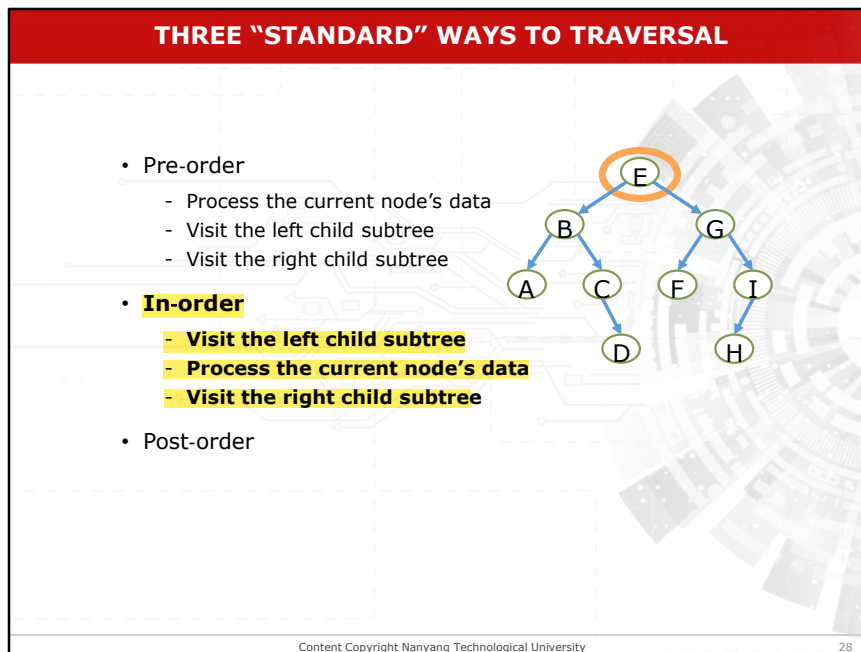 THREE “STANDARD” WAYS TO TRAVERSAL
• Pre-order
- Process the current node’s data
- Visit the left child subtree
- Visit the right child subtree
• In-order
- Visit the left child subtree
- Process the current node’s data
- Visit the right child subtree
• Post-order
E
B G
A C F I
D H
Content Copyright Nanyang Technological University 28